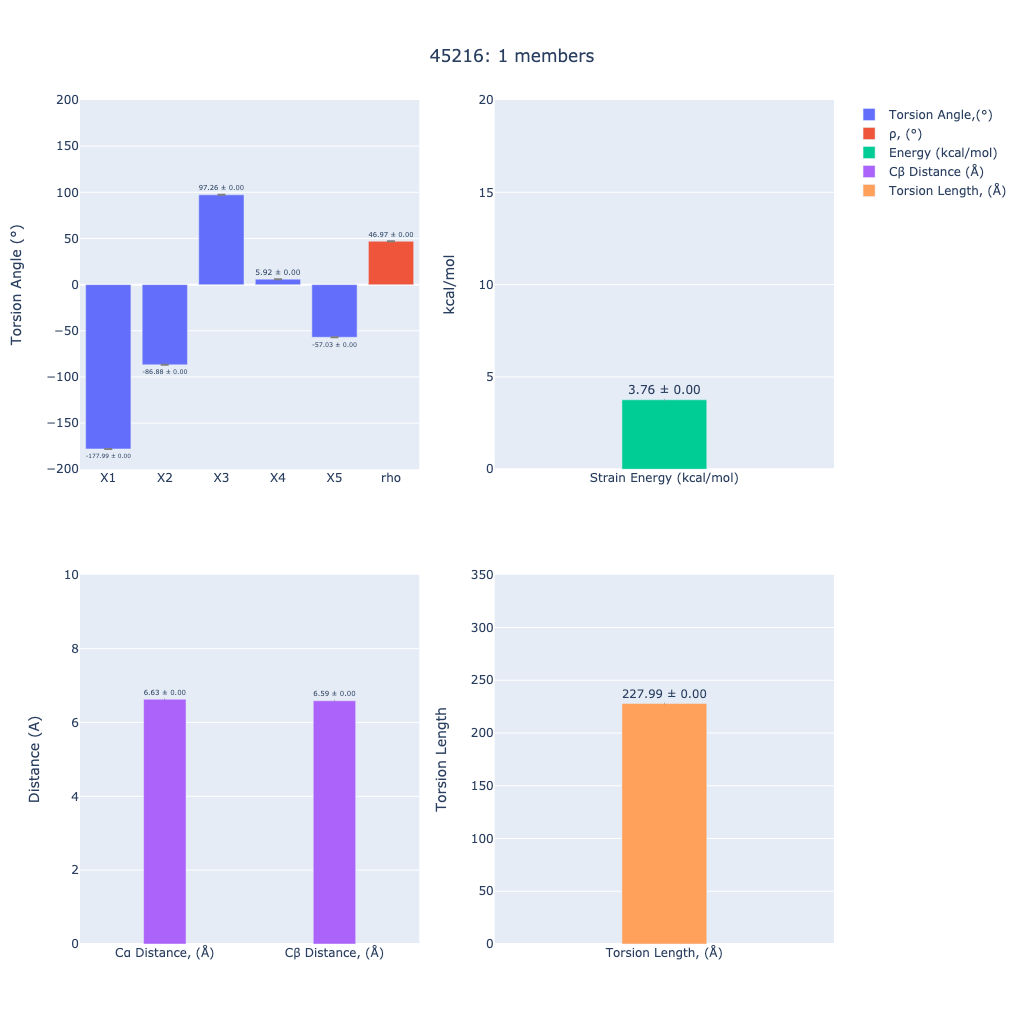 45216: 1 members
200
150
100
50
0
−50
−100
−150
−200
Torsion Angle (°)
-177.99 ± 0.00
-86.88 ± 0.00
97.26 ± 0.00
5.92 ± 0.00
-57.03 ± 0.00
46.97 ± 0.00
X1 X2 X3 X4 X5 rho
20
15
10
5
0
kcal/mol
3.76 ± 0.00
Strain Energy (kcal/mol)
Torsion Angle,(°)
ρ, (°)
Energy (kcal/mol)
Cβ Distance (Å)
Torsion Length, (Å)
10
8
6
4
2
0
Distance (A)
6.63 ± 0.00
6.59 ± 0.00
Cα Distance, (Å) Cβ Distance, (Å)
350
300
250
200
150
100
50
0
Torsion Length
227.99 ± 0.00
Torsion Length, (Å)